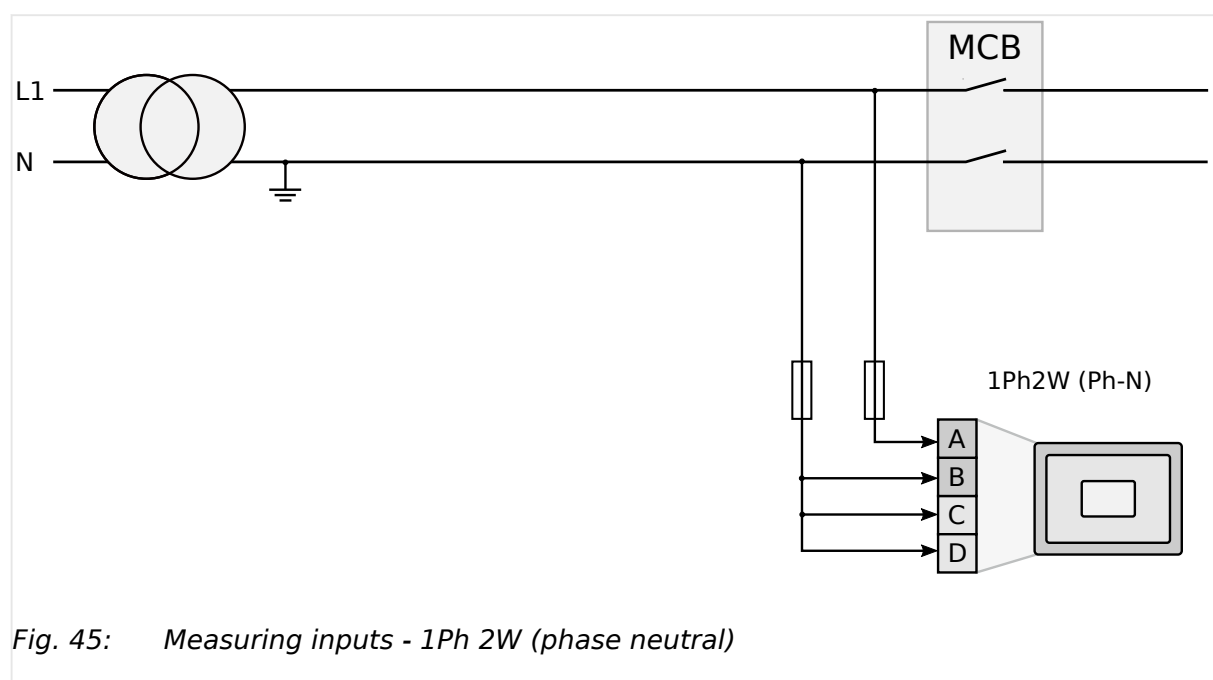 MCB
L1
N
1Ph2W (Ph-N)
A
B
C
D
Fig. 45: Measuring inputs - 1Ph 2W (phase neutral)